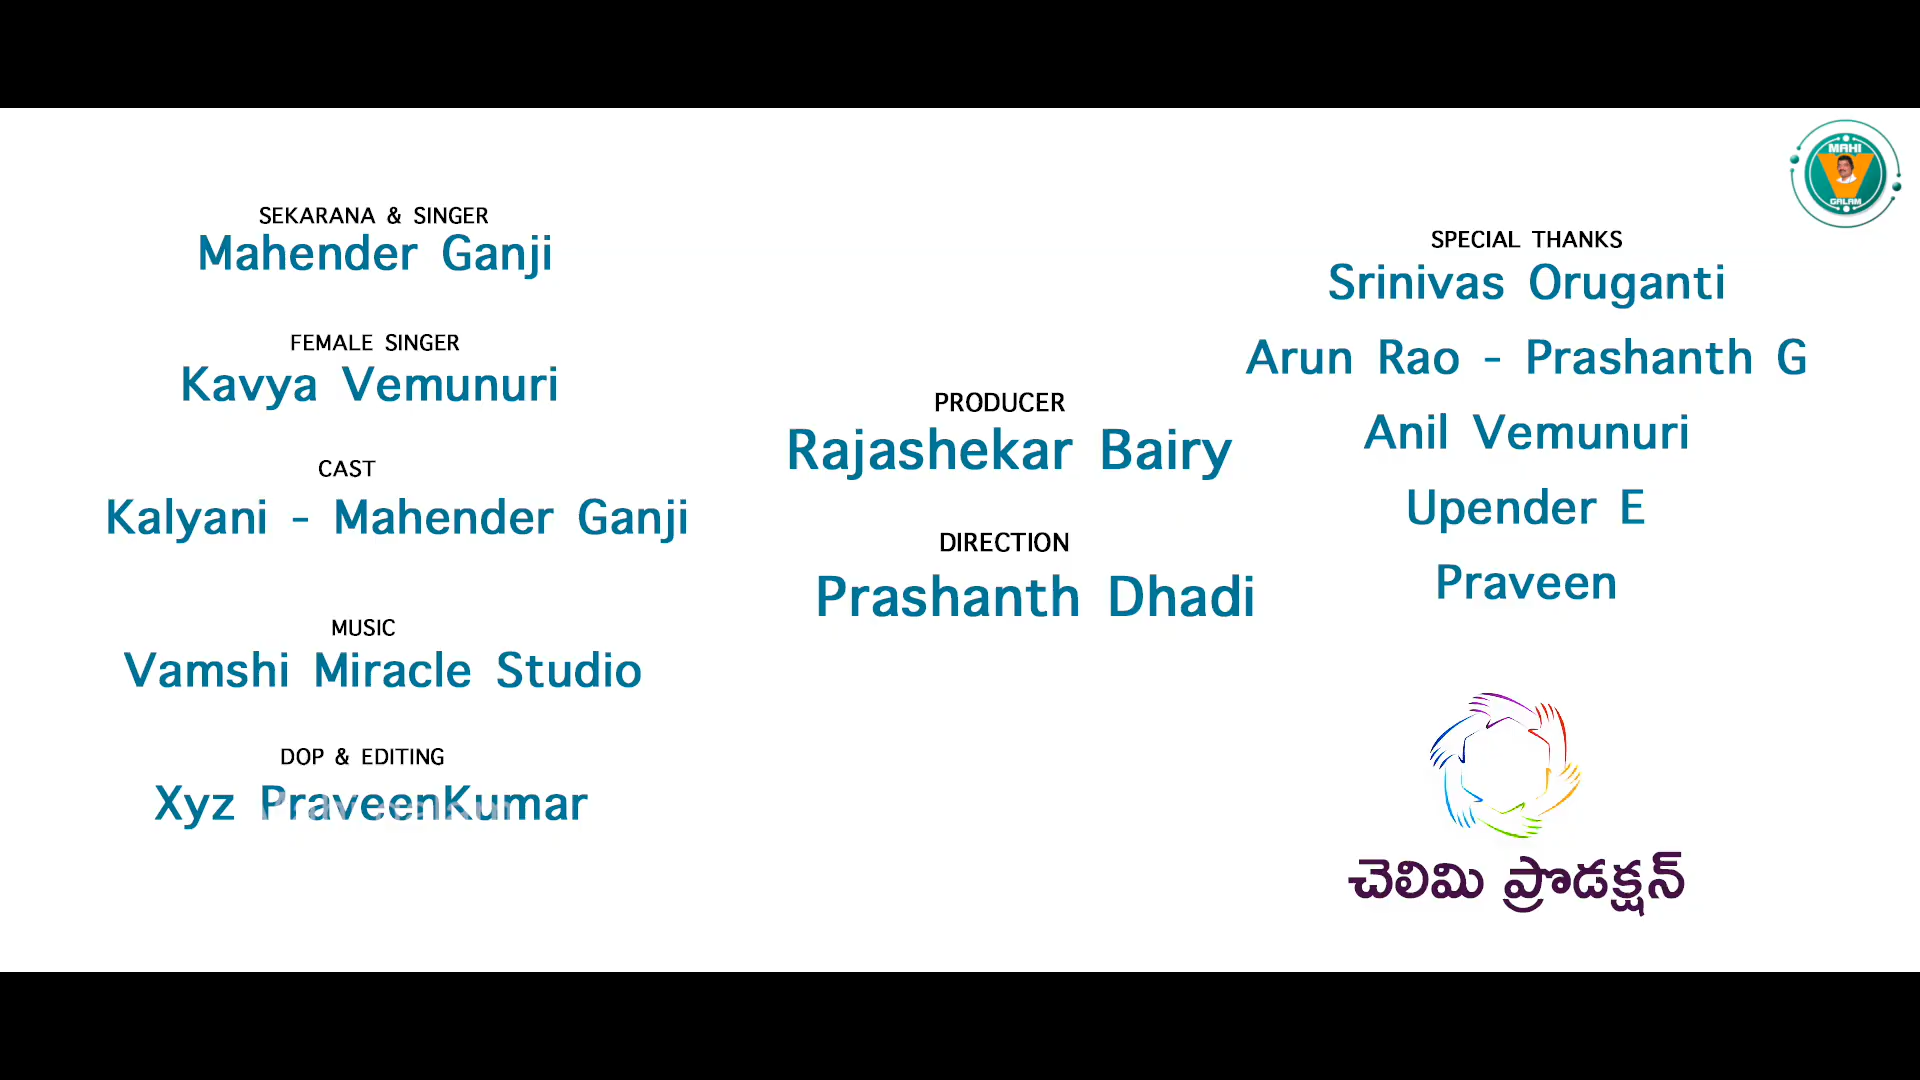 SEKARANA & SINGER
Mahender Ganji
FEMALE SINGER
Kavya Vemunuri
CAST
Kalyani - Mahender Ganji
MUSIC
Vamshi Miracle Studio
DOP & EDITING
Xyz PraveenKumar
PRODUCER
Rajashekar Bairy
DIRECTION
Prashanth Dhadi
MAHI
GALAM
SPECIAL THANKS
Srinivas Oruganti
Arun Rao - Prashanth G
Anil Vemunuri
Upender E
Praveen
చెలిమి ప్రొడక్షన్